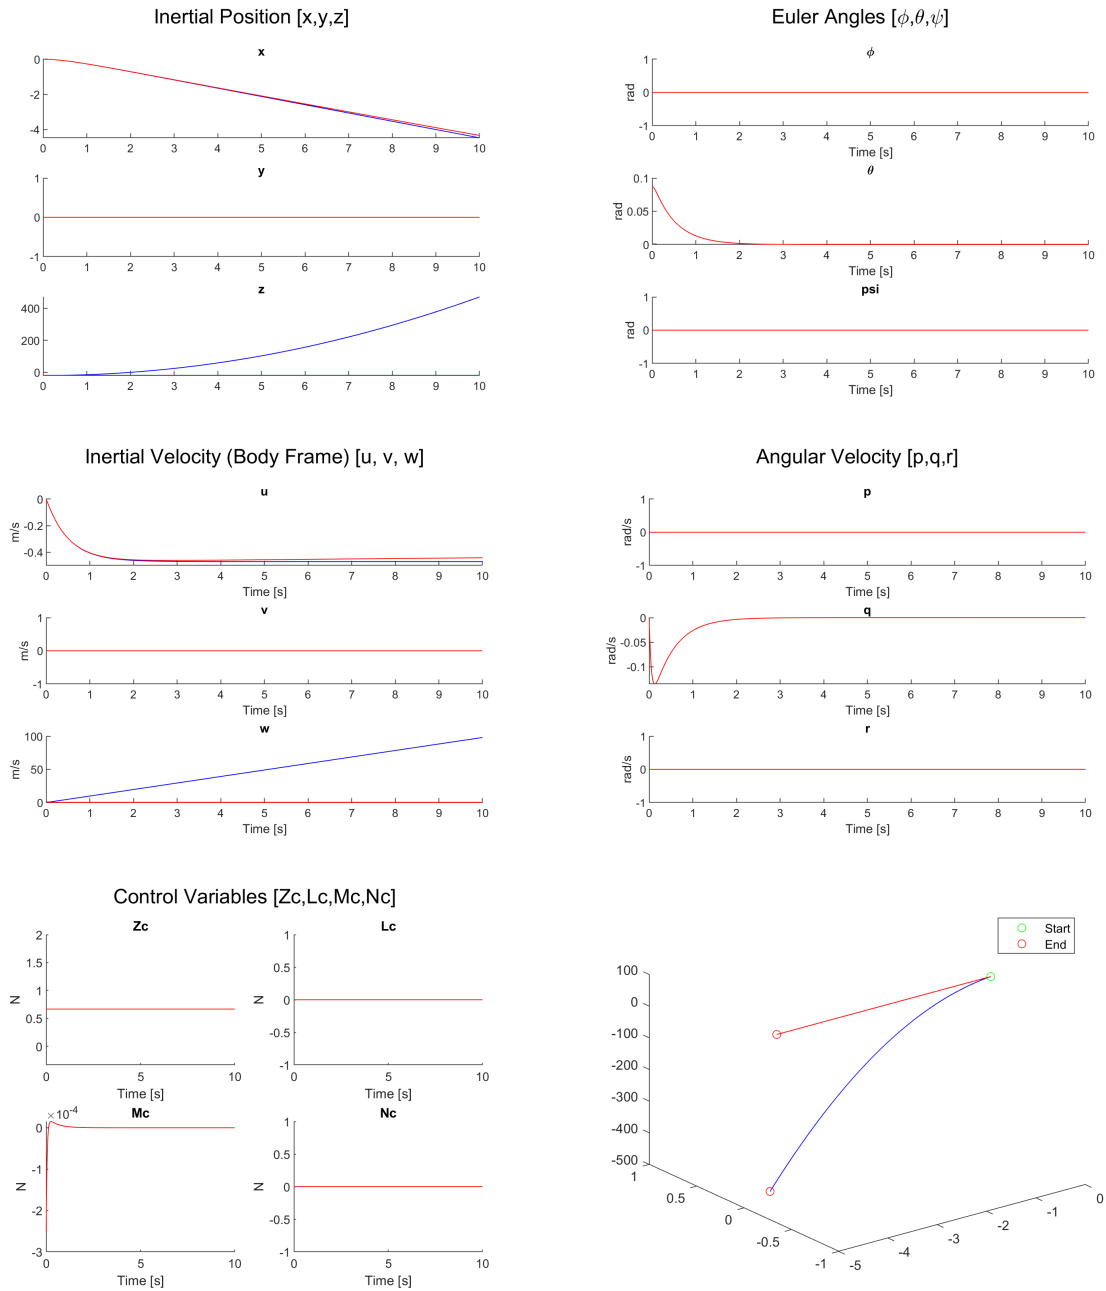 Inertial Position [x,y,z]
x
0
-2
-4
0 1 2 3 4 5 6 7 8 9 10
y
1
0
-1
0 1 2 3 4 5 6 7 8 9 10
z
400
200
0
0 1 2 3 4 5 6 7 8 9 10
Euler Angles [ϕ,θ,ψ]
ϕ
rad
1
0
-1
0 1 2 3 4 5 6 7 8 9 10
Time [s]
θ
rad
0.1
0.05
0
0 1 2 3 4 5 6 7 8 9 10
Time [s]
psi
rad
1
0
-1
0 1 2 3 4 5 6 7 8 9 10
Time [s]
Inertial Velocity (Body Frame) [u, v, w]
u
m/s
0
-0.2
-0.4
0 1 2 3 4 5 6 7 8 9 10
Time [s]
v
m/s
1
0
-1
0 1 2 3 4 5 6 7 8 9 10
Time [s]
w
m/s
100
50
0
0 1 2 3 4 5 6 7 8 9 10
Time [s]
Angular Velocity [p,q,r]
p
rad/s
1
0
-1
0 1 2 3 4 5 6 7 8 9 10
Time [s]
q
rad/s
0
-0.05
-0.1
0 1 2 3 4 5 6 7 8 9 10
Time [s]
r
rad/s
1
0
-1
0 1 2 3 4 5 6 7 8 9 10
Time [s]
Control Variables [Zc,Lc,Mc,Nc]
Zc
N
2
1.5
1
0.5
0
0 5 10
Time [s]
Lc
N
1
0.5
0
-0.5
-1
0 5 10
Time [s]
Mc
×10⁻⁴
N
0
-1
-2
-3
0 5 10
Time [s]
Nc
N
1
0.5
0
-0.5
-1
0 5 10
Time [s]
Start
End
100
0
-100
-200
-300
-400
-500
1
0.5
0
-0.5
-1
-5
-4
-3
-2
-1
0